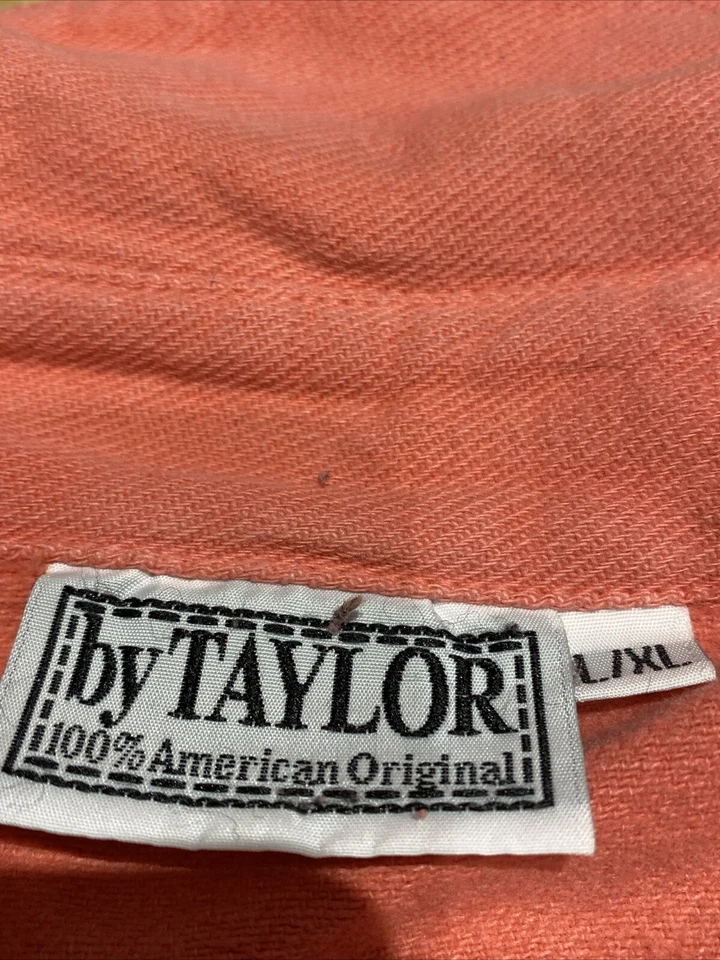 by TAYLOR
100% American Original
L/XL